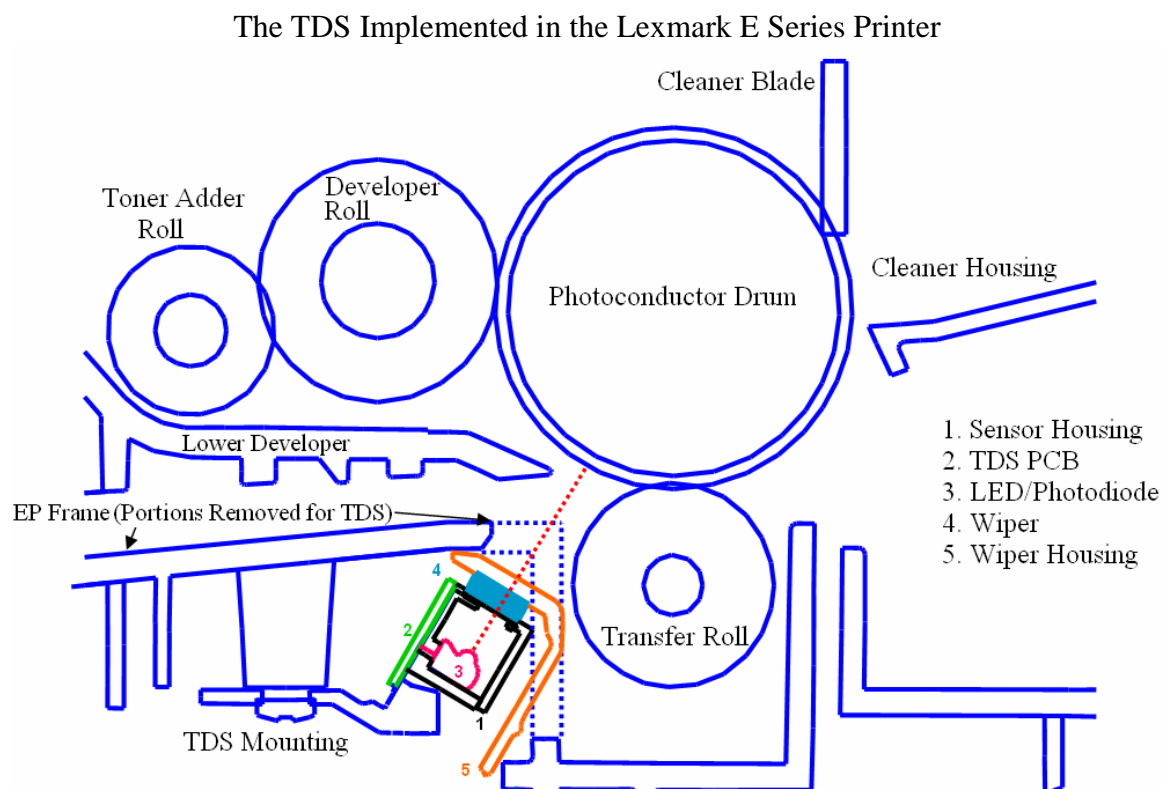 The TDS Implemented in the Lexmark E Series Printer
Cleaner Blade
Developer
Roll
Toner Adder
Roll
Cleaner Housing
Photoconductor Drum
Lower Developer
1. Sensor Housing
2. TDS PCB
3. LED/Photodiode
4. Wiper
5. Wiper Housing
EP Frame (Portions Removed for TDS)
4
2
3
1
5
Transfer Roll
TDS Mounting